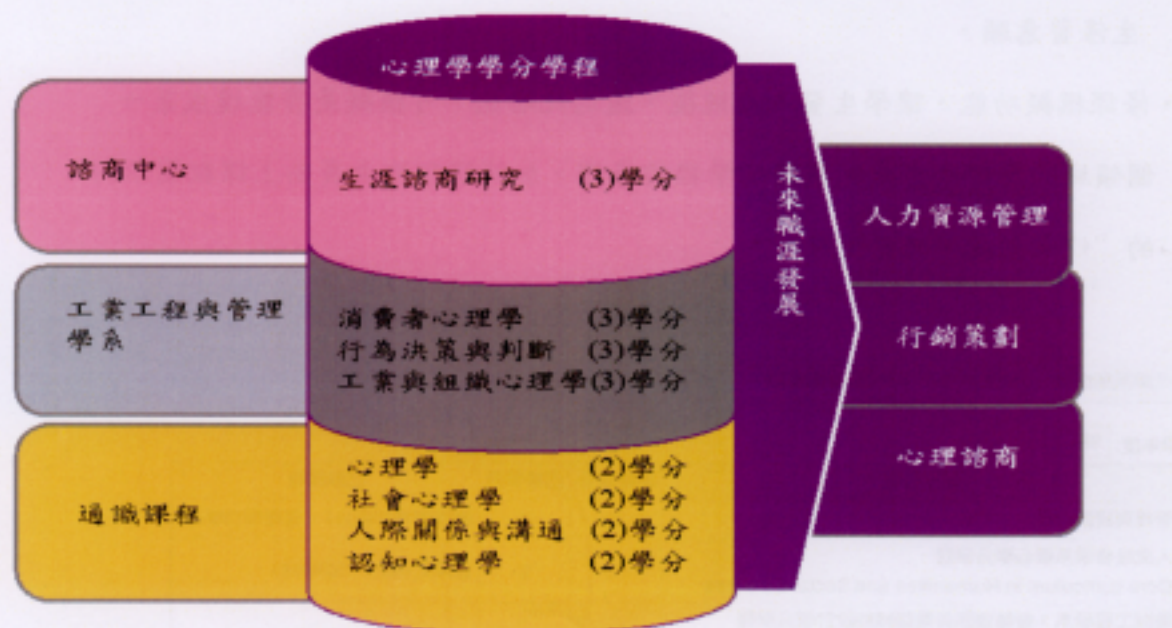 心理學學分學程
諮商中心
生涯諮商研究 (3)學分
工業工程與管理
學系
消費者心理學 (3)學分
行為決策與判斷 (3)學分
工業與組織心理學(3)學分
通識課程
心理學 (2)學分
社會心理學 (2)學分
人際關係與溝通 (2)學分
認知心理學 (2)學分
未來職涯發展
人力資源管理
行銷策劃
心理諮商